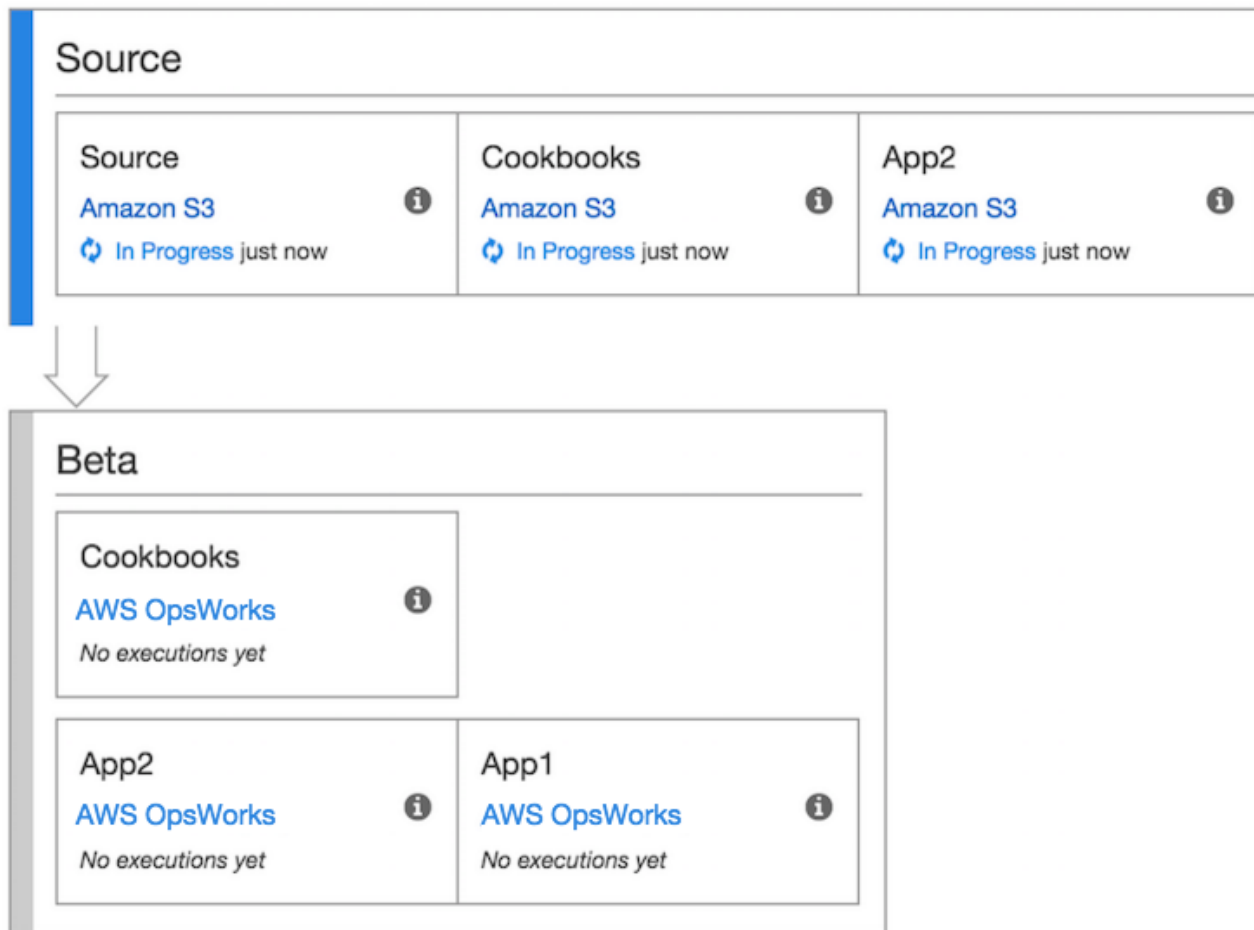 Source
Source
Amazon S3
In Progress just now
Cookbooks
Amazon S3
In Progress just now
App2
Amazon S3
In Progress just now
Beta
Cookbooks
AWS OpsWorks
No executions yet
App2
AWS OpsWorks
No executions yet
App1
AWS OpsWorks
No executions yet